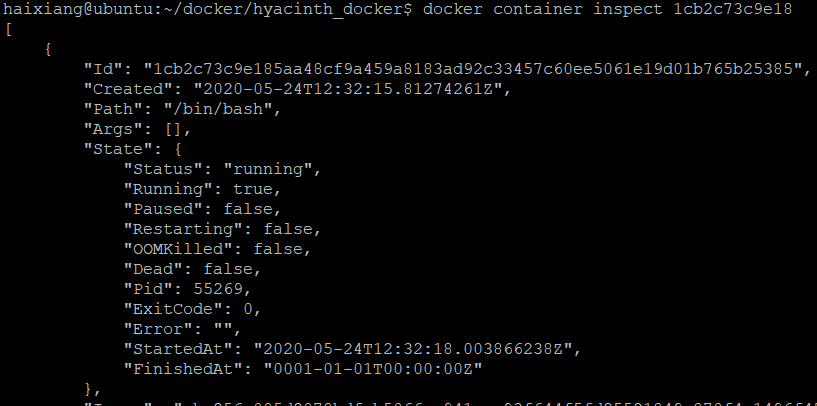 haixiang@ubuntu:~/docker/hyacinth_docker$ docker container inspect 1cb2c73c9e18
[
    {
        "Id": "1cb2c73c9e185aa48cf9a459a8183ad92c33457c60ee5061e19d01b765b25385",
        "Created": "2020-05-24T12:32:15.81274261Z",
        "Path": "/bin/bash",
        "Args": [],
        "State": {
            "Status": "running",
            "Running": true,
            "Paused": false,
            "Restarting": false,
            "OOMKilled": false,
            "Dead": false,
            "Pid": 55269,
            "ExitCode": 0,
            "Error": "",
            "StartedAt": "2020-05-24T12:32:18.003866238Z",
            "FinishedAt": "0001-01-01T00:00:00Z"
        },